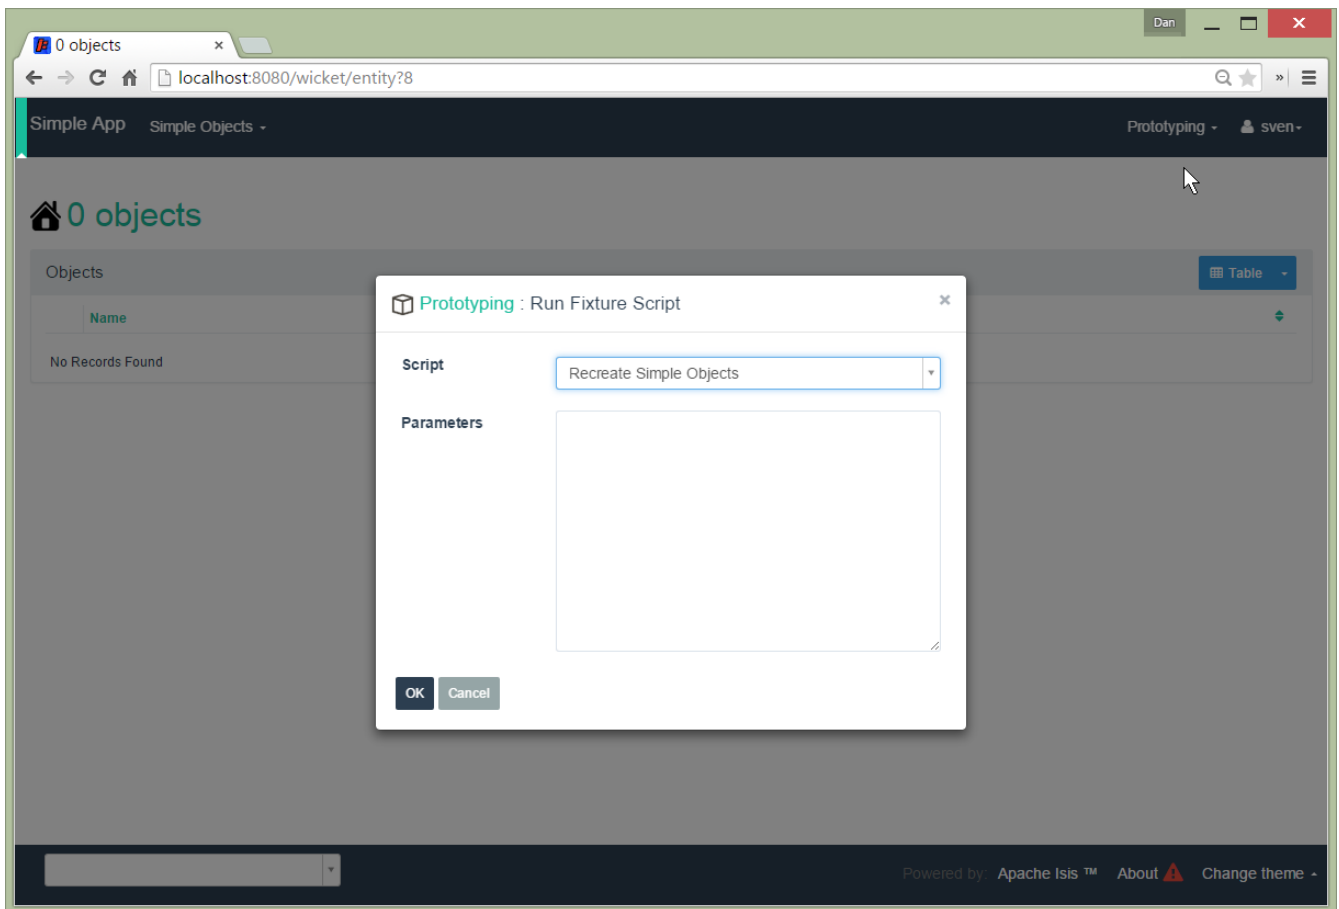 Dan
0 objects
localhost:8080/wicket/entity?8
Simple App Simple Objects Prototyping sven
0 objects
Objects Table
Name
No Records Found
Prototyping : Run Fixture Script
Script Recreate Simple Objects
Parameters
OK Cancel
Powered by: Apache Isis ™ About Change theme